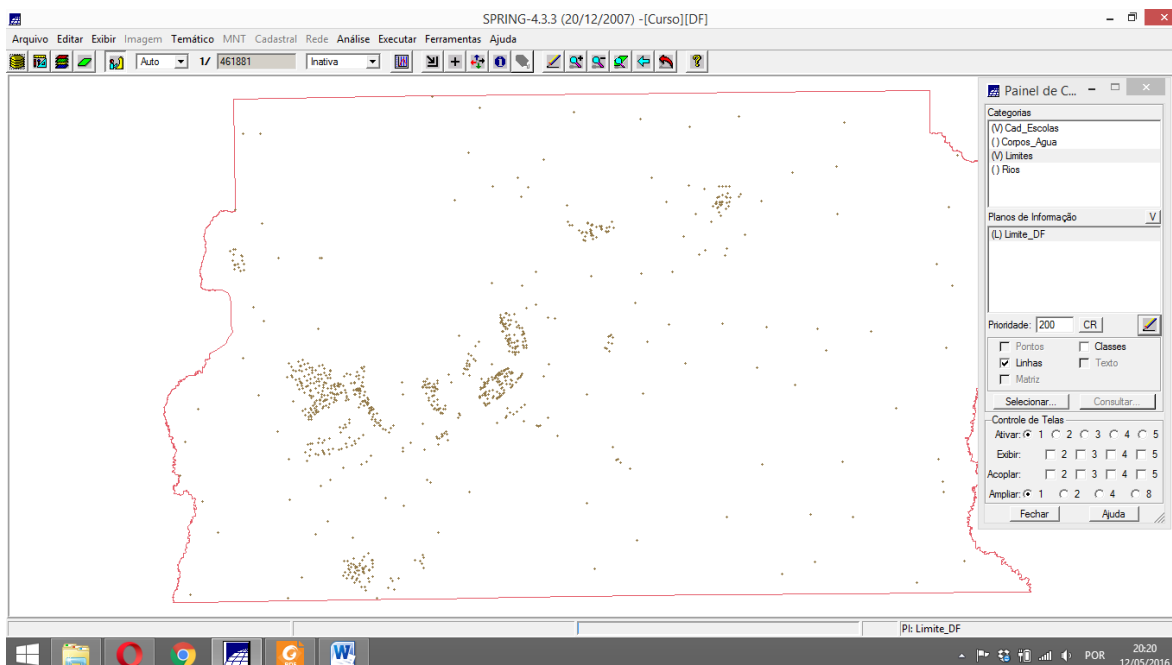 SPRING-4.3.3 (20/12/2007) -[Curso][DF]
Arquivo Editar Exibir Imagem Temático MNT Cadastral Rede Análise Executar Ferramentas Ajuda
Auto 1/ 461881 Inativa
Painel de C...
Categorias
(V) Cad_Escolas
( ) Corpos_Agua
(V) Limites
( ) Rios
Planos de Informação V
(L) Limite_DF
Prioridade: 200 CR
Pontos Classes
Linhas Texto
Matriz
Selecionar... Consultar...
Controle de Telas
Ativar: 1 2 3 4 5
Exibir: 2 3 4 5
Acoplar: 2 3 4 5
Ampliar: 1 2 4 8
Fechar Ajuda
PI: Limite_DF
POR 20:20
12/05/2016